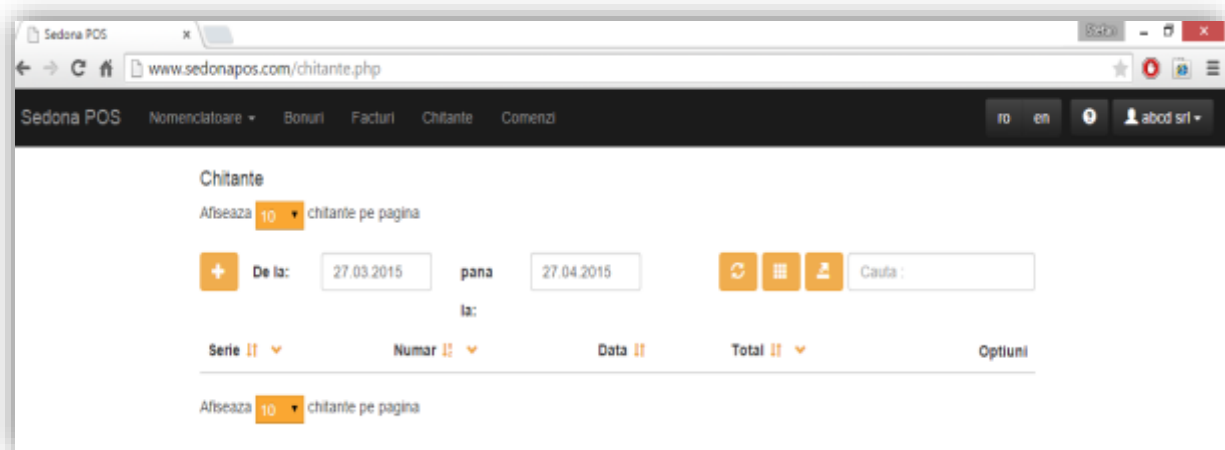 Sedona POS
Stefan
www.sedonapos.com/chitante.php
Sedona POS Nomenclatoare Bonuri Facturi Chitante Comenzi ro en abcd srl
Chitante
Afiseaza 10 chitante pe pagina
De la: 27.03.2015 pana la: 27.04.2015 Cauta :
Serie Numar Data Total Optiuni
Afiseaza 10 chitante pe pagina